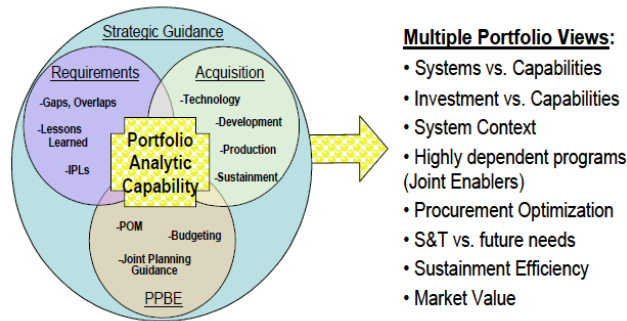 Strategic Guidance
Requirements
-Gaps, Overlaps
-Lessons
Learned
-IPLs
Acquisition
-Technology
-Development
-Production
-Sustainment
Portfolio
Analytic
Capability
-POM
-Budgeting
-Joint Planning
Guidance
PPBE
Multiple Portfolio Views:
• Systems vs. Capabilities
• Investment vs. Capabilities
• System Context
• Highly dependent programs
(Joint Enablers)
• Procurement Optimization
• S&T vs. future needs
• Sustainment Efficiency
• Market Value